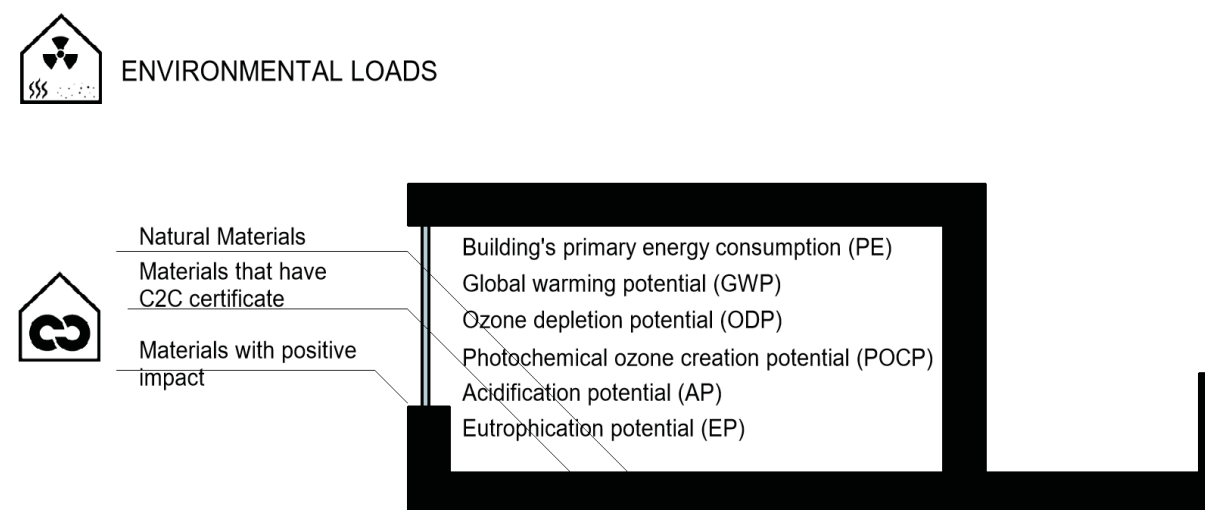 ENVIRONMENTAL LOADS
Natural Materials
Materials that have
C2C certificate
Materials with positive
impact
Building's primary energy consumption (PE)
Global warming potential (GWP)
Ozone depletion potential (ODP)
Photochemical ozone creation potential (POCP)
Acidification potential (AP)
Eutrophication potential (EP)